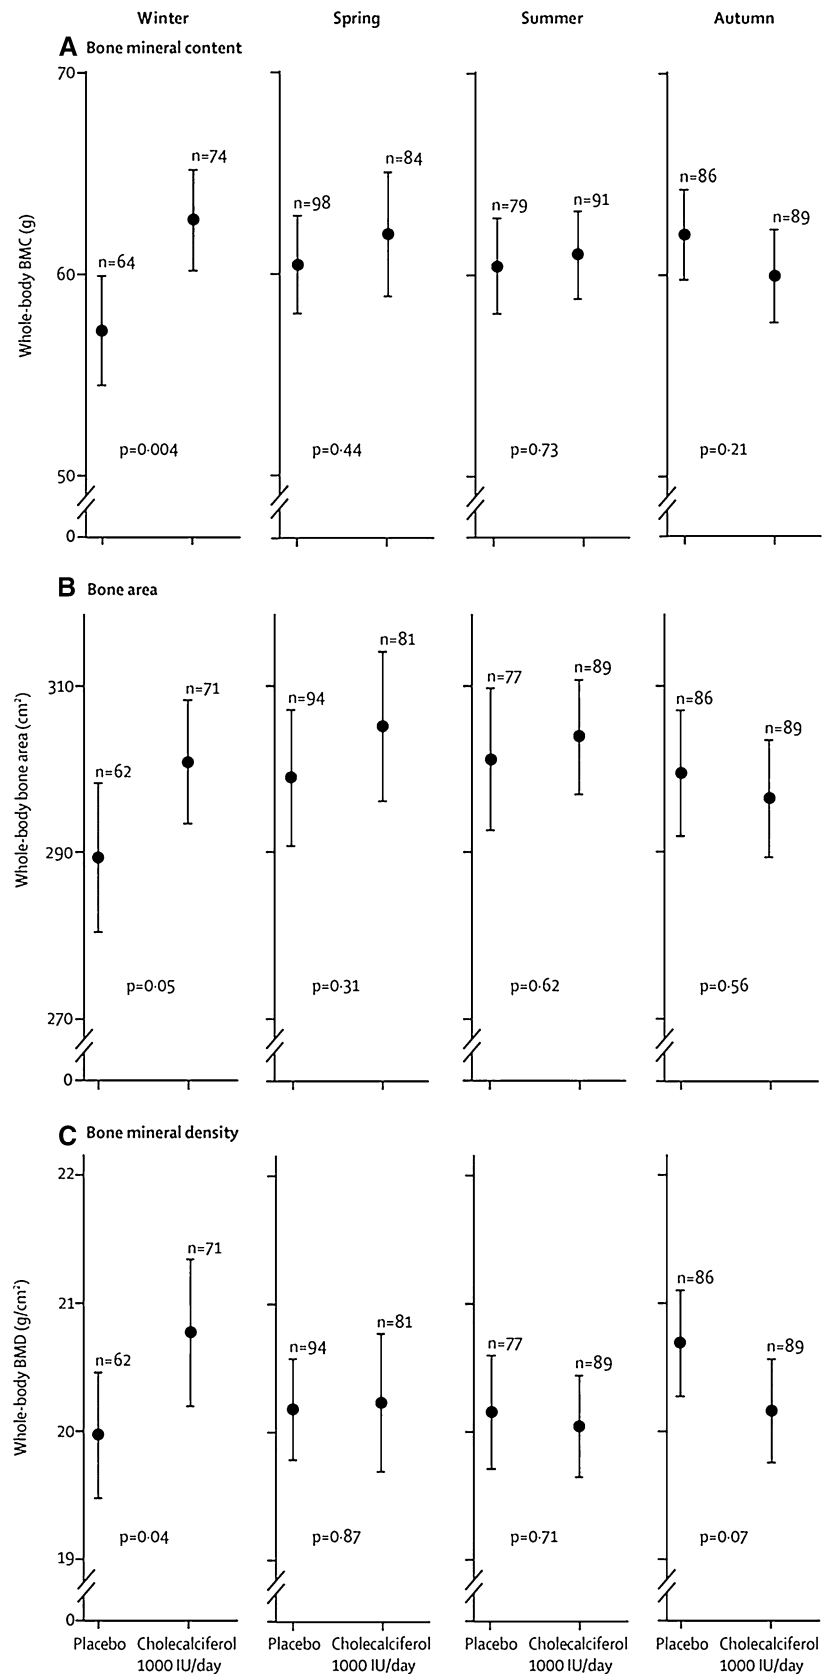 Winter Spring Summer Autumn
A Bone mineral content
70
n=74 n=84
n=86
n=98 n=79 n=91
n=89
n=64
60
Whole-body BMC (g)
p=0·004 p=0·44 p=0·73 p=0·21
50
0
B Bone area
n=81
n=89
n=71 n=94 n=77 n=86
310
n=89
n=62
Whole-body bone area (cm²)
290
p=0·05 p=0·31 p=0·62 p=0·56
270
0
C Bone mineral density
22
n=71
n=86
21
n=81
n=94 n=77 n=89
n=62 n=89
Whole-body BMD (g/cm²)
20
p=0·04 p=0·87 p=0·71 p=0·07
19
0
Placebo Cholecalciferol Placebo Cholecalciferol Placebo Cholecalciferol Placebo Cholecalciferol
1000 IU/day 1000 IU/day 1000 IU/day 1000 IU/day